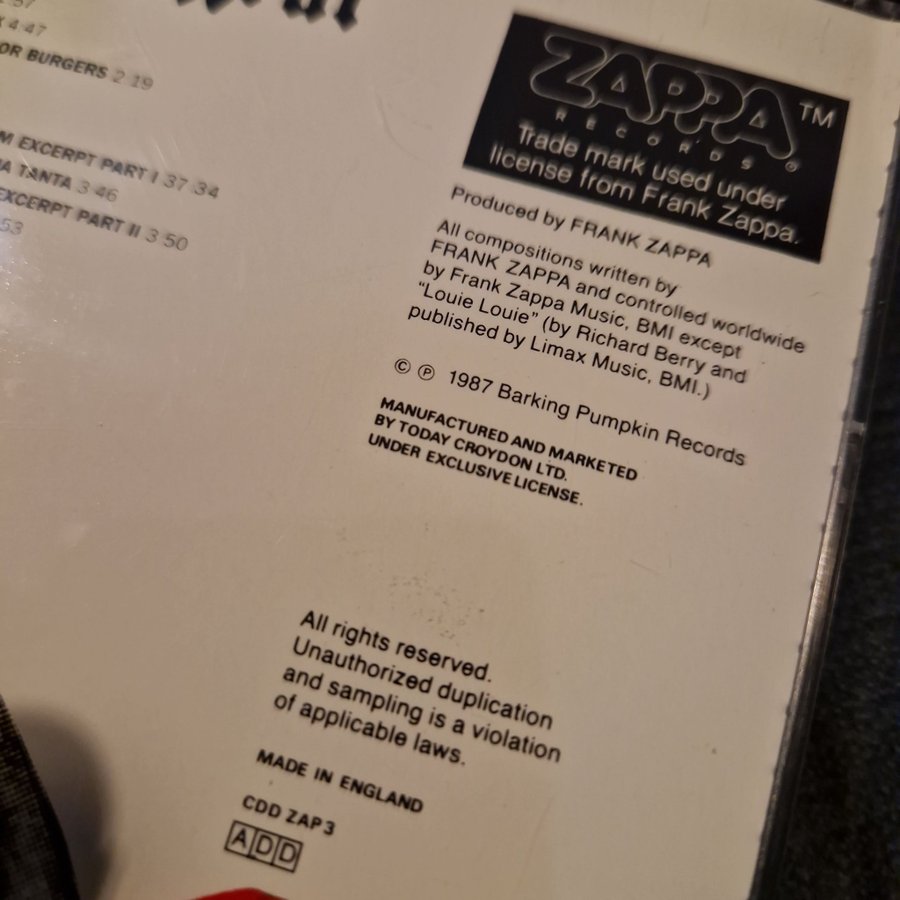 4:47
OR BURGERS 2:19
M EXCERPT PART I 37:34
A TANTA 3:46
EXCERPT PART II 3:50
:53
ZAPPA™
RECORDS®
Trade mark used under
license from Frank Zappa.
Produced by FRANK ZAPPA
All compositions written by
FRANK ZAPPA and controlled worldwide
by Frank Zappa Music, BMI except
"Louie Louie" (by Richard Berry and
published by Limax Music, BMI.)
© ℗ 1987 Barking Pumpkin Records
MANUFACTURED AND MARKETED
BY TODAY CROYDON LTD.
UNDER EXCLUSIVE LICENSE.
All rights reserved.
Unauthorized duplication
and sampling is a violation
of applicable laws.
MADE IN ENGLAND
CDD ZAP3
ADD